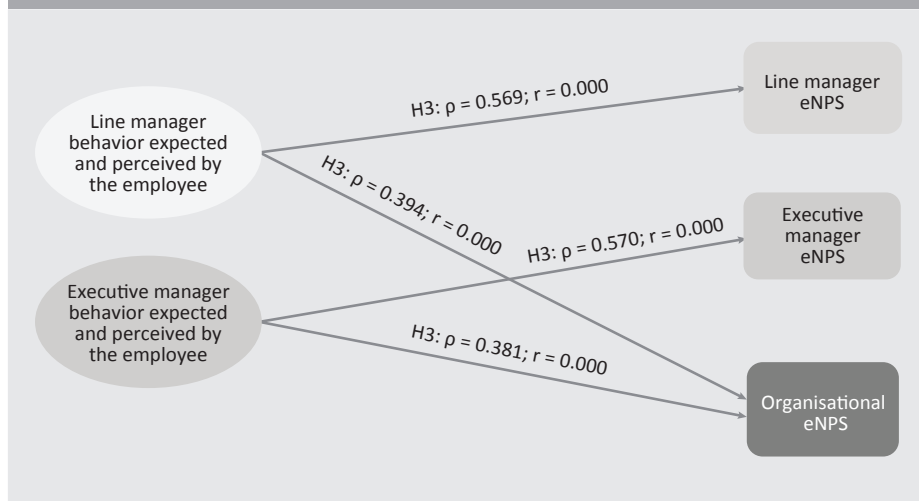 Line manager
behavior expected
and perceived by
the employee
Executive manager
behavior expected
and perceived by
the employee
H3: ρ = 0.569; r = 0.000
H3: ρ = 0.394; r = 0.000
H3: ρ = 0.570; r = 0.000
H3: ρ = 0.381; r = 0.000
Line manager
eNPS
Executive
manager
eNPS
Organisational
eNPS